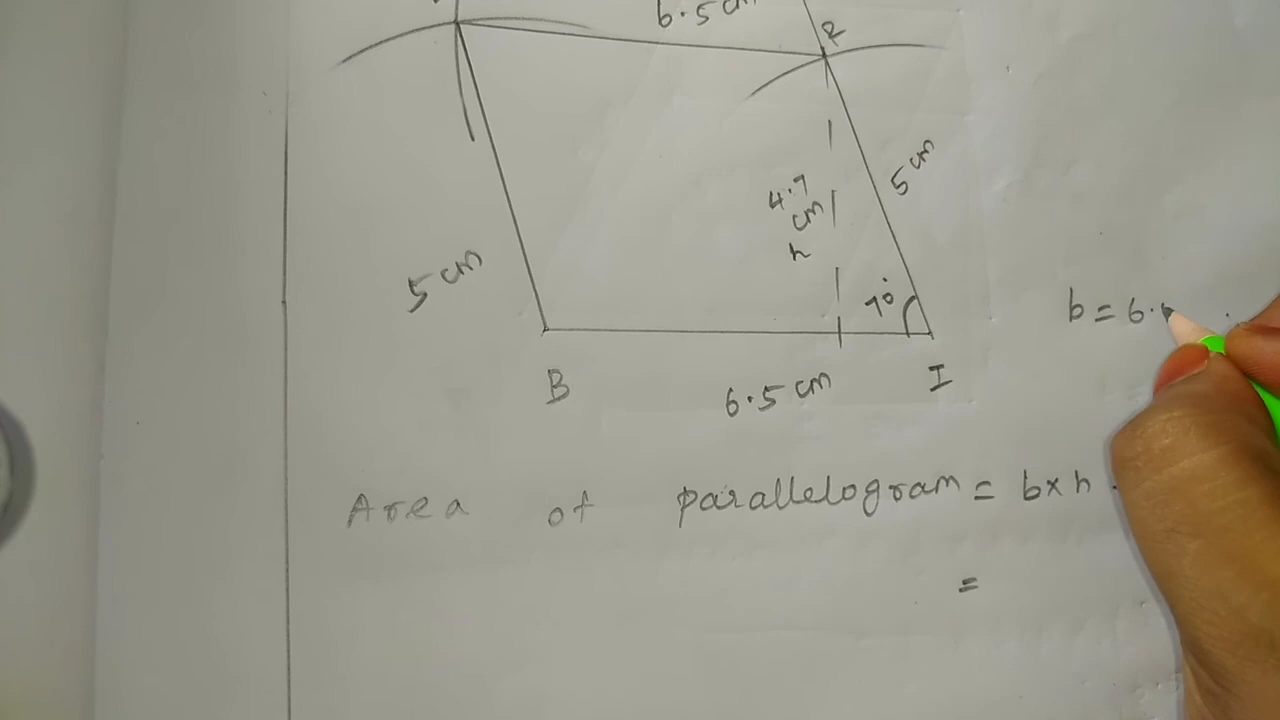 6.5 cm
R
5 cm
4.7
cm
h
5 cm
70°
b = 6.
B
6.5 cm
I
Area of parallelogram = b × h
=